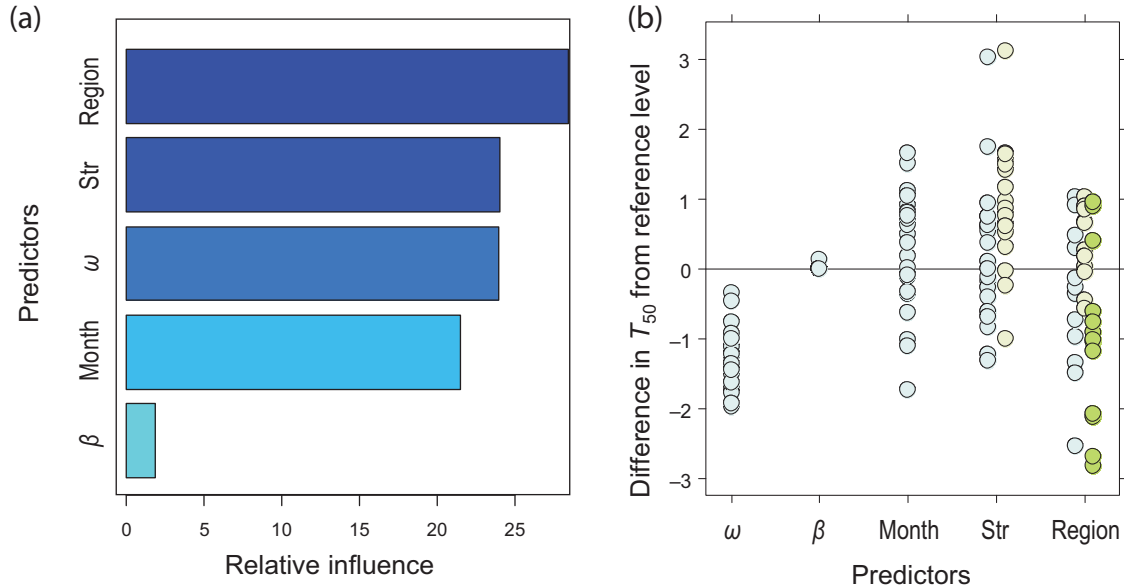 (a)
Predictors
Region
Str
ω
Month
β
0 5 10 15 20 25
Relative influence
(b)
Difference in T50 from reference level
3
2
1
0
–1
–2
–3
ω β Month Str Region
Predictors